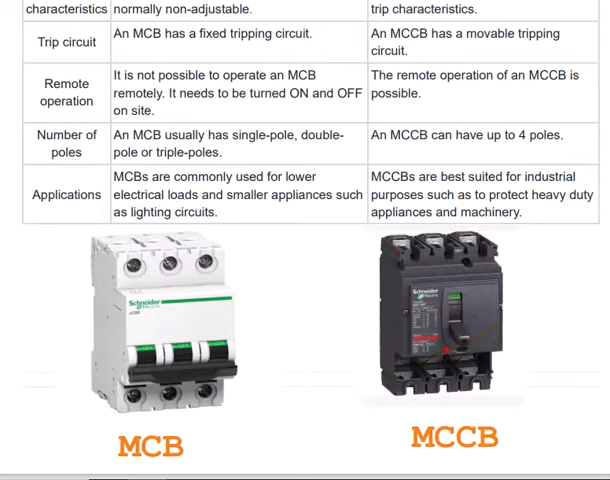 characteristics normally non-adjustable. trip characteristics.
Trip circuit An MCB has a fixed tripping circuit. An MCCB has a movable tripping
circuit.
Remote
operation
It is not possible to operate an MCB
remotely. It needs to be turned ON and OFF
on site.
The remote operation of an MCCB is
possible.
Number of
poles
An MCB usually has single-pole, double-
pole or triple-poles.
An MCCB can have up to 4 poles.
Applications
MCBs are commonly used for lower
electrical loads and smaller appliances such
as lighting circuits.
MCCBs are best suited for industrial
purposes such as to protect heavy duty
appliances and machinery.
Schneider
Electric
Schneider
Electric
MCB
MCCB